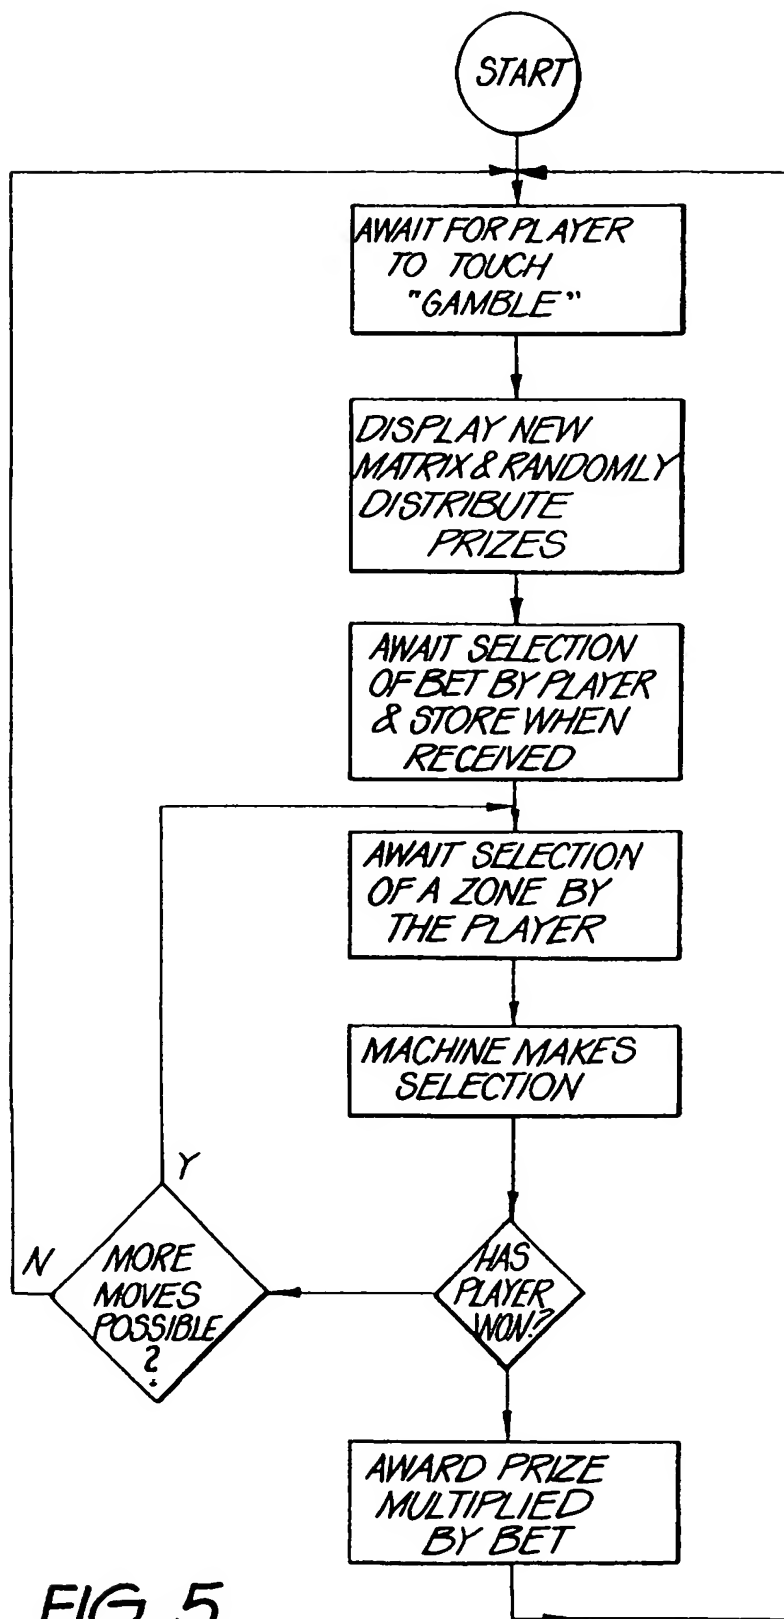 START
AWAIT FOR PLAYER
TO TOUCH
"GAMBLE"
DISPLAY NEW
MATRIX & RANDOMLY
DISTRIBUTE
PRIZES
AWAIT SELECTION
OF BET BY PLAYER
& STORE WHEN
RECEIVED
AWAIT SELECTION
OF A ZONE BY
THE PLAYER
MACHINE MAKES
SELECTION
Y
N
MORE
MOVES
POSSIBLE
?
HAS
PLAYER
WON?
AWARD PRIZE
MULTIPLIED
BY BET
FIG. 5